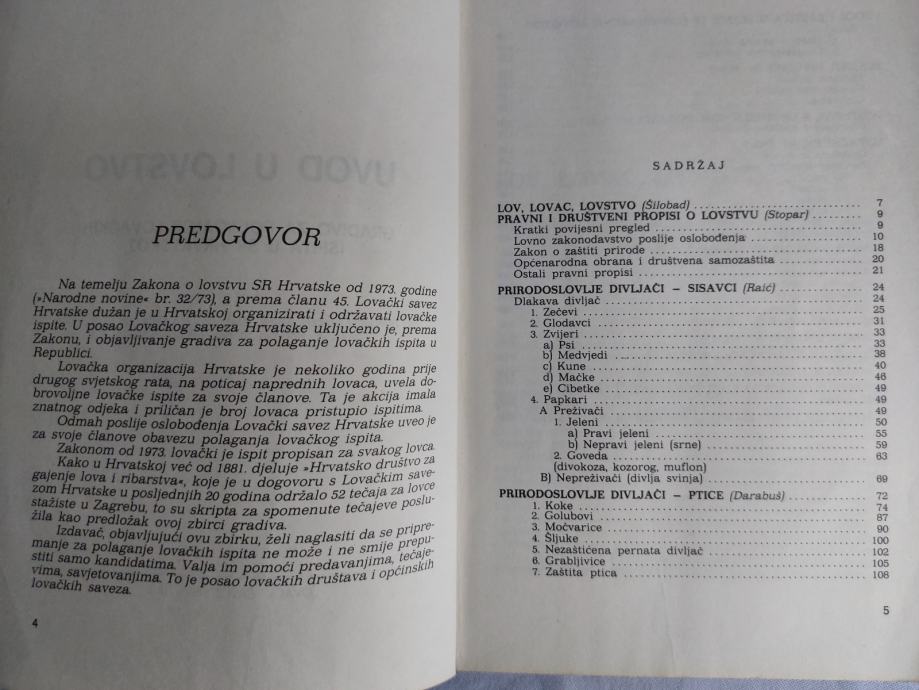 PREDGOVOR
Na temelju Zakona o lovstvu SR Hrvatske od 1973. godine
(»Narodne novine« br. 32/73), a prema članu 45. Lovački savez
Hrvatske dužan je u Hrvatskoj organizirati i održavati lovačke
ispite. U posao Lovačkog saveza Hrvatske uključeno je, prema
Zakonu, i objavljivanje gradiva za polaganje lovačkih ispita u
Republici.
Lovačka organizacija Hrvatske je nekoliko godina prije
drugog svjetskog rata, na poticaj naprednih lovaca, uvela do-
brovoljne lovačke ispite za svoje članove. Ta je akcija imala
znatnog odjeka i priličan je broj lovaca pristupio ispitima.
Odmah poslije oslobođenja Lovački savez Hrvatske uveo je
za svoje članove obavezu polaganja lovačkog ispita.
Zakonom od 1973. lovački je ispit propisan za svakog lovca.
Kako u Hrvatskoj već od 1881. djeluje »Hrvatsko društvo za
gajenje lova i ribarstva«, koje je u dogovoru s Lovačkim save-
zom Hrvatske u posljednjih 20 godina održalo 52 tečaja za lovce
stažiste u Zagrebu, to su skripta za spomenute tečajeve poslu-
žila kao predložak ovoj zbirci gradiva.
Izdavač, objavljujući ovu zbirku, želi naglasiti da se pripre-
manje za polaganje lovačkih ispita ne može i ne smije prepu-
stiti samo kandidatima. Valja im pomoći predavanjima, tečaje-
vima, savjetovanjima. To je posao lovačkih društava i općinskih
lovačkih saveza.
4
SADRŽAJ
LOV, LOVAC, LOVSTVO (Šilobad) 7
PRAVNI I DRUŠTVENI PROPISI O LOVSTVU (Stopar) 9
Kratki povijesni pregled 9
Lovno zakonodavstvo poslije oslobođenja 10
Zakon o zaštiti prirode 18
Općenarodna obrana i društvena samozaštita 20
Ostali pravni propisi 21
PRIRODOSLOVLJE DIVLJAČI – SISAVCI (Raić) 24
Dlakava divljač 24
1. Zečevi 25
2. Glodavci 31
3. Zvijeri 33
a) Psi 33
b) Medvjedi 38
c) Kune 40
d) Mačke 46
e) Cibetke 49
4. Papkari 49
A Preživači 49
1. Jeleni 50
a) Pravi jeleni 55
b) Nepravi jeleni (srne) 59
2. Goveda 63
(divokoza, kozorog, muflon)
B) Nepreživači (divlja svinja) 69
PRIRODOSLOVLJE DIVLJAČI – PTICE (Darabuš) 72
1. Koke 74
2. Golubovi 87
3. Močvarice 90
4. Šljuke 100
5. Nezaštićena pernata divljač 102
6. Grabljivice 105
7. Zaštita ptica 108
5